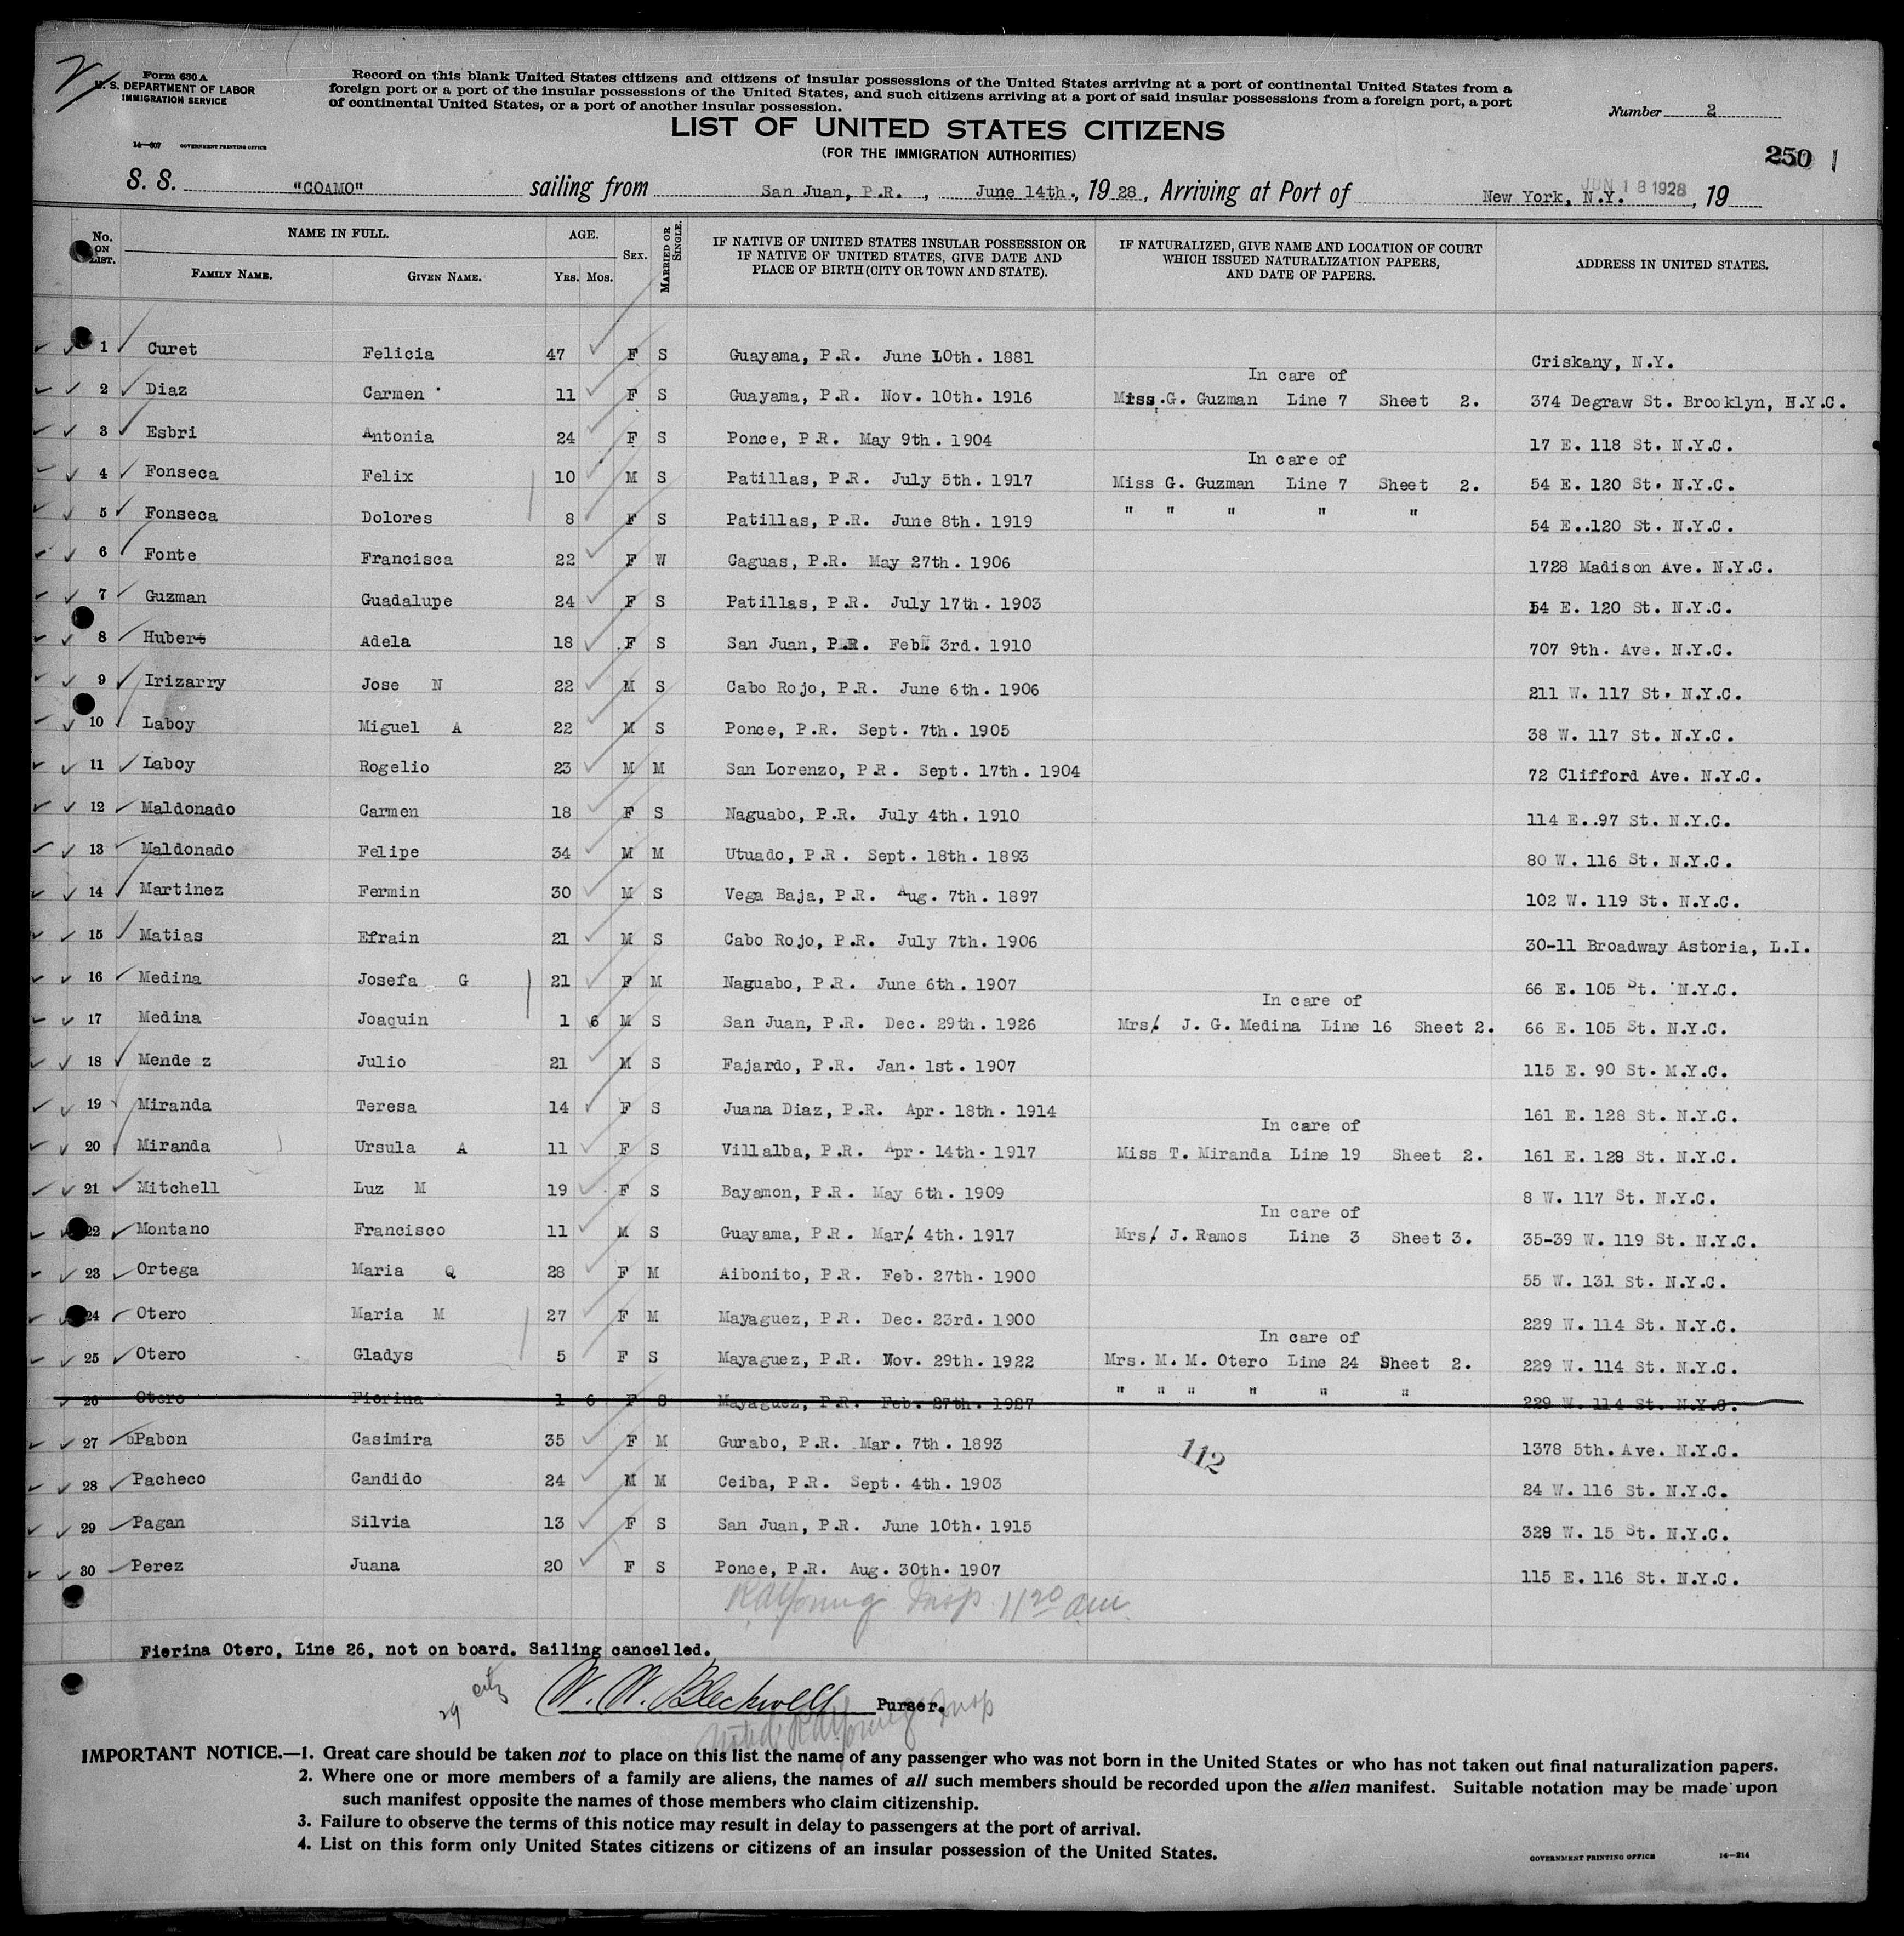 Form 630 A
U. S. DEPARTMENT OF LABOR
IMMIGRATION SERVICE
14—607 GOVERNMENT PRINTING OFFICE
Record on this blank United States citizens and citizens of insular possessions of the United States arriving at a port of continental United States from a
foreign port or a port of the insular possessions of the United States, and such citizens arriving at a port of said insular possessions from a foreign port, a port
of continental United States, or a port of another insular possession.
Number 2
LIST OF UNITED STATES CITIZENS
(FOR THE IMMIGRATION AUTHORITIES)
250
S. S. "COAMO" sailing from San Juan, P.R. , June 14th., 19 28, Arriving at Port of New York, N.Y. JUN 18 1928, 19
No. ON LIST. NAME IN FULL. FAMILY NAME. GIVEN NAME. AGE. YRS. MOS. SEX. MARRIED OR SINGLE. IF NATIVE OF UNITED STATES INSULAR POSSESSION OR IF NATIVE OF UNITED STATES, GIVE DATE AND PLACE OF BIRTH (CITY OR TOWN AND STATE). IF NATURALIZED, GIVE NAME AND LOCATION OF COURT WHICH ISSUED NATURALIZATION PAPERS, AND DATE OF PAPERS. ADDRESS IN UNITED STATES.
1 Curet Felicia 47 F S Guayama, P.R. June 10th. 1881 Criskany, N.Y.
In care of
2 Diaz Carmen 11 F S Guayama, P.R. Nov. 10th. 1916 Miss.G. Guzman Line 7 Sheet 2. 374 Degraw St. Brooklyn, N.Y.C.
3 Esbri Antonia 24 F S Ponce, P.R. May 9th. 1904 17 E. 118 St. N.Y.C.
In care of
4 Fonseca Felix 10 M S Patillas, P.R. July 5th. 1917 Miss G. Guzman Line 7 Sheet 2. 54 E. 120 St. N.Y.C.
5 Fonseca Dolores 8 F S Patillas, P.R. June 8th. 1919 " " " " " 54 E..120 St. N.Y.C.
6 Fonte Francisca 22 F W Caguas, P.R. May 27th. 1906 1728 Madison Ave. N.Y.C.
7 Guzman Guadalupe 24 F S Patillas, P.R. July 17th. 1903 54 E. 120 St. N.Y.C.
8 Hubert Adela 18 F S San Juan, P.R. Feb. 3rd. 1910 707 9th. Ave. N.Y.C.
9 Irizarry Jose N 22 M S Cabo Rojo, P.R. June 6th. 1906 211 W. 117 St. N.Y.C.
10 Laboy Miguel A 22 M S Ponce, P.R. Sept. 7th. 1905 38 W. 117 St. N.Y.C.
11 Laboy Rogelio 23 M M San Lorenzo, P.R. Sept. 17th. 1904 72 Clifford Ave. N.Y.C.
12 Maldonado Carmen 18 F S Naguabo, P.R. July 4th. 1910 114 E..97 St. N.Y.C.
13 Maldonado Felipe 34 M M Utuado, P.R. Sept. 18th. 1893 80 W. 116 St. N.Y.C.
14 Martinez Fermin 30 M S Vega Baja, P.R. Aug. 7th. 1897 102 W. 119 St. N.Y.C.
15 Matias Efrain 21 M S Cabo Rojo, P.R. July 7th. 1906 30-11 Broadway Astoria, L.I.
16 Medina Josefa G 21 F M Naguabo, P.R. June 6th. 1907 66 E. 105 St. N.Y.C.
In care of
17 Medina Joaquin 1 6 M S San Juan, P.R. Dec. 29th. 1926 Mrs. J. G. Medina Line 16 Sheet 2. 66 E. 105 St. N.Y.C.
18 Mende z Julio 21 M S Fajardo, P.R. Jan. 1st. 1907 115 E. 90 St. M.Y.C.
19 Miranda Teresa 14 F S Juana Diaz, P.R. Apr. 18th. 1914 161 E. 128 St. N.Y.C.
In care of
20 Miranda Ursula A 11 F S Villalba, P.R. Apr. 14th. 1917 Miss T. Miranda Line 19 Sheet 2. 161 E. 128 St. N.Y.C.
21 Mitchell Luz M 19 F S Bayamon, P.R. May 6th. 1909 8 W. 117 St. N.Y.C.
In care of
22 Montano Francisco 11 M S Guayama, P.R. Mar. 4th. 1917 Mrs. J. Ramos Line 3 Sheet 3. 35-39 W. 119 St. N.Y.C.
23 Ortega Maria Q 28 F M Aibonito, P.R. Feb. 27th. 1900 55 W. 131 St. N.Y.C.
24 Otero Maria M 27 F M Mayaguez, P.R. Dec. 23rd. 1900 229 W. 114 St. N.Y.C.
In care of
25 Otero Gladys 5 F S Mayaguez, P.R. Nov. 29th. 1922 Mrs. M. M. Otero Line 24 Sheet 2. 229 W. 114 St. N.Y.C.
26 Otero Fiorina 1 6 F S Mayaguez, P.R. Feb. 27th. 1927 " " " " " " 229 W. 114 St. N.Y.C.
27 bPabon Casimira 35 F M Gurabo, P.R. Mar. 7th. 1893 1378 5th. Ave. N.Y.C.
112
28 Pacheco Candido 24 M M Ceiba, P.R. Sept. 4th. 1903 24 W. 116 St. N.Y.C.
29 Pagan Silvia 13 F S San Juan, P.R. June 10th. 1915 329 W. 15 St. N.Y.C.
30 Perez Juana 20 F S Ponce, P.R. Aug. 30th. 1907 115 E. 116 St. N.Y.C.
Insp 11 20 am
Fierina Otero, Line 26, not on board. Sailing cancelled.
29 citz
W. W. Bleckwell Purser.
Insp
IMPORTANT NOTICE.—1. Great care should be taken not to place on this list the name of any passenger who was not born in the United States or who has not taken out final naturalization papers.
2. Where one or more members of a family are aliens, the names of all such members should be recorded upon the alien manifest. Suitable notation may be made upon
such manifest opposite the names of those members who claim citizenship.
3. Failure to observe the terms of this notice may result in delay to passengers at the port of arrival.
4. List on this form only United States citizens or citizens of an insular possession of the United States.
GOVERNMENT PRINTING OFFICE 14—214